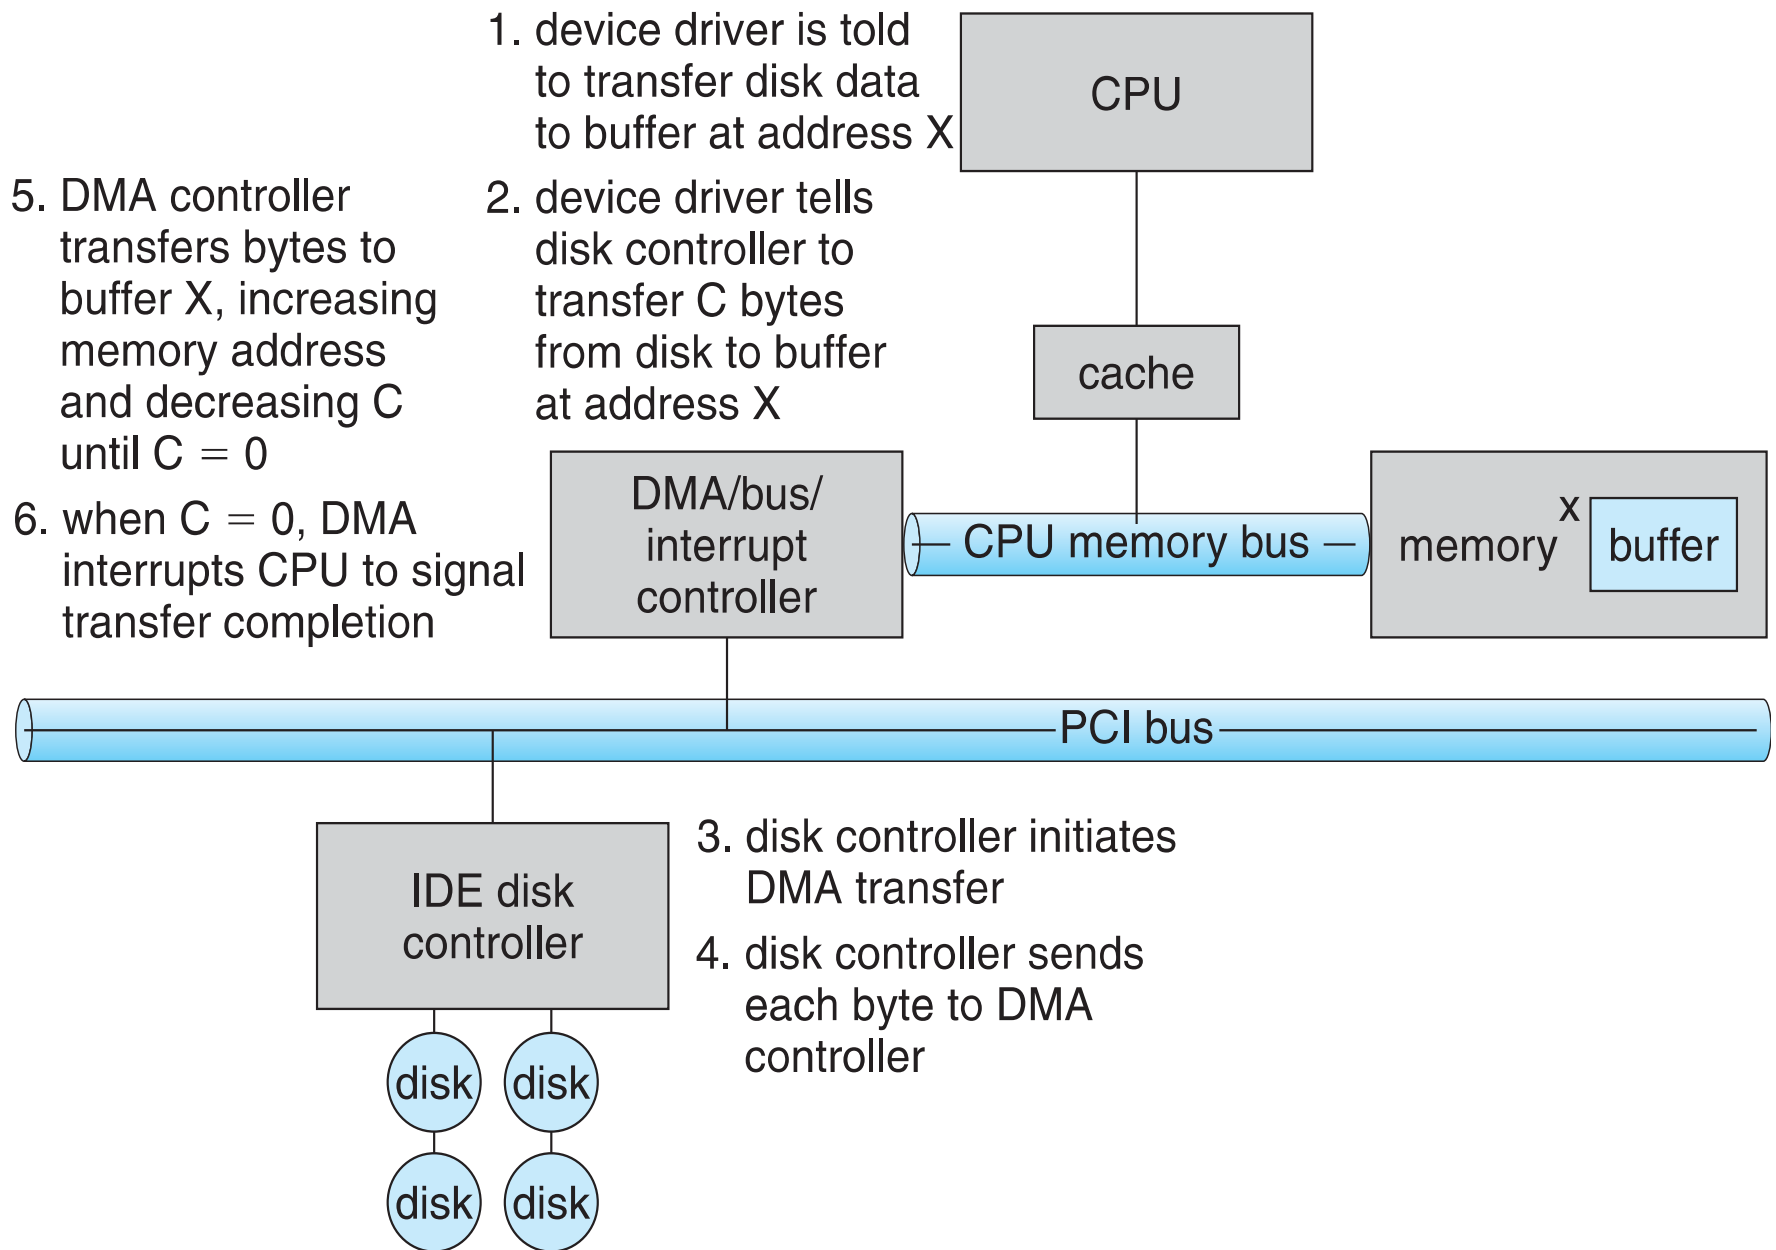 1. device driver is told
to transfer disk data
to buffer at address X
CPU
5. DMA controller
transfers bytes to
buffer X, increasing
memory address
and decreasing C
until C = 0
2. device driver tells
disk controller to
transfer C bytes
from disk to buffer
at address X
cache
6. when C = 0, DMA
interrupts CPU to signal
transfer completion
DMA/bus/
interrupt
controller
CPU memory bus
memory
x
buffer
PCI bus
IDE disk
controller
3. disk controller initiates
DMA transfer
4. disk controller sends
each byte to DMA
controller
disk
disk
disk
disk